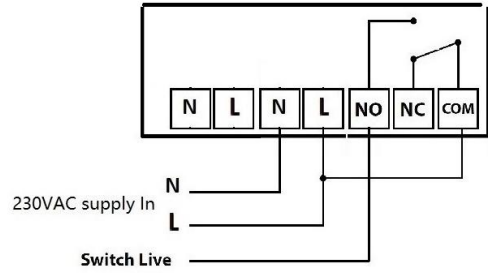 N L N L NO NC COM
N
230VAC supply In
L
Switch Live